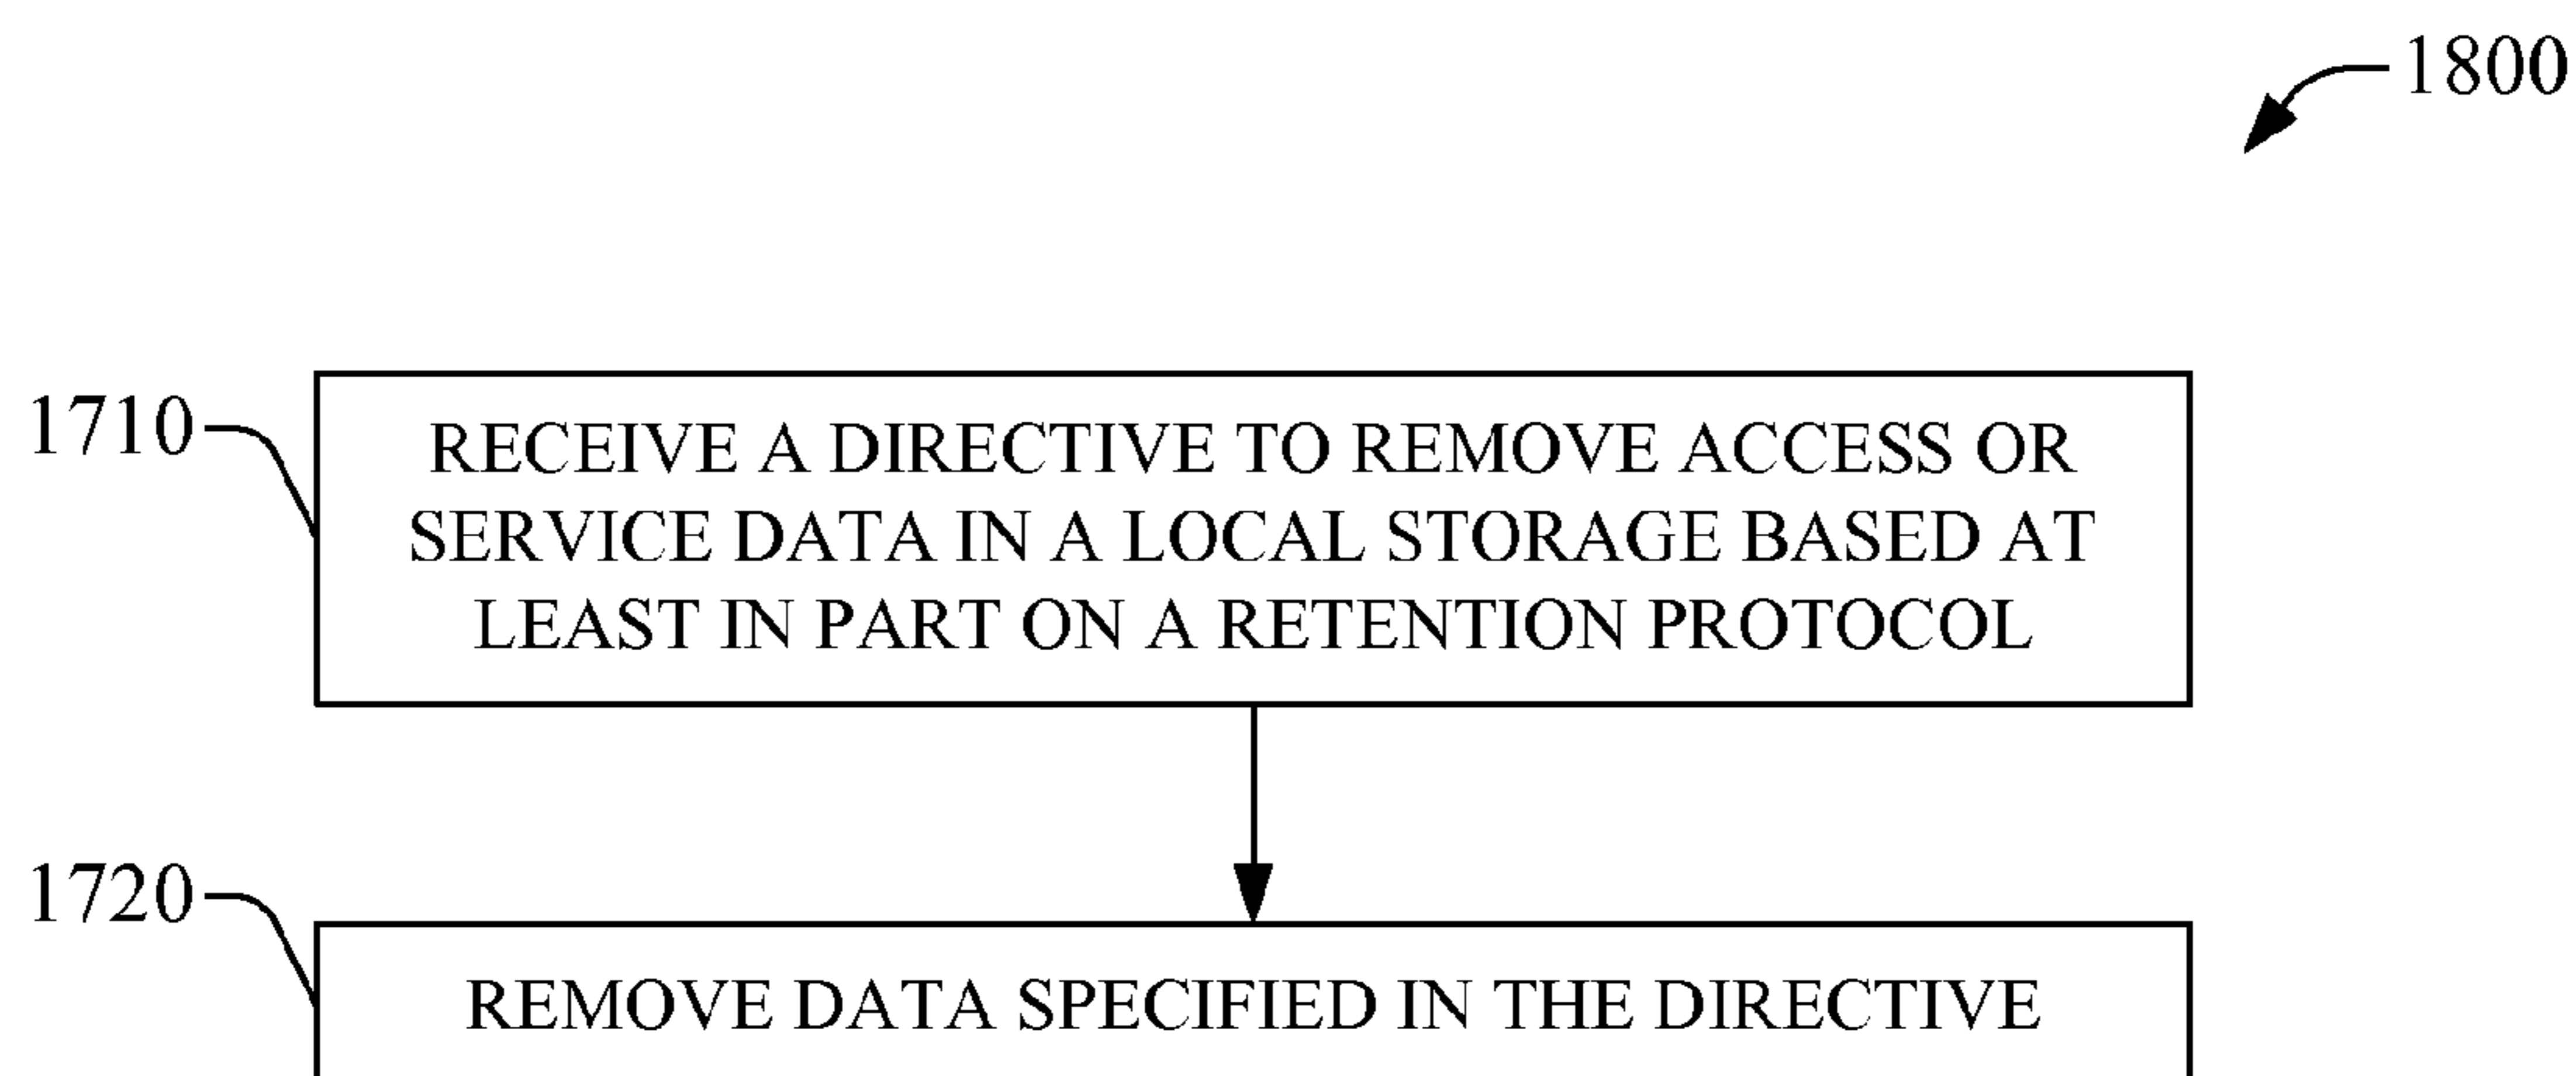 1800
1710
RECEIVE A DIRECTIVE TO REMOVE ACCESS OR
SERVICE DATA IN A LOCAL STORAGE BASED AT
LEAST IN PART ON A RETENTION PROTOCOL
1720
REMOVE DATA SPECIFIED IN THE DIRECTIVE